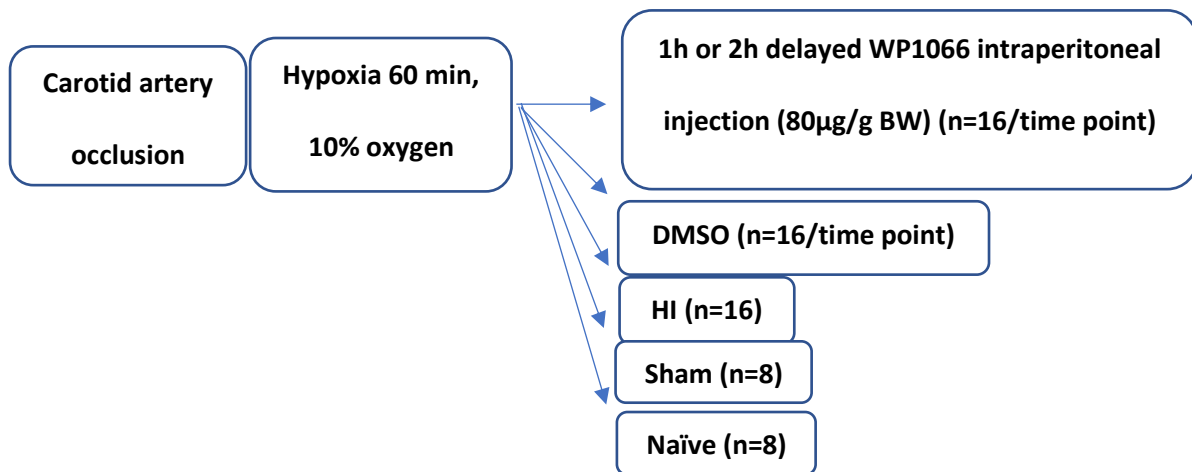 Carotid artery
occlusion
Hypoxia 60 min,
10% oxygen
1h or 2h delayed WP1066 intraperitoneal
injection (80µg/g BW) (n=16/time point)
DMSO (n=16/time point)
HI (n=16)
Sham (n=8)
Naïve (n=8)